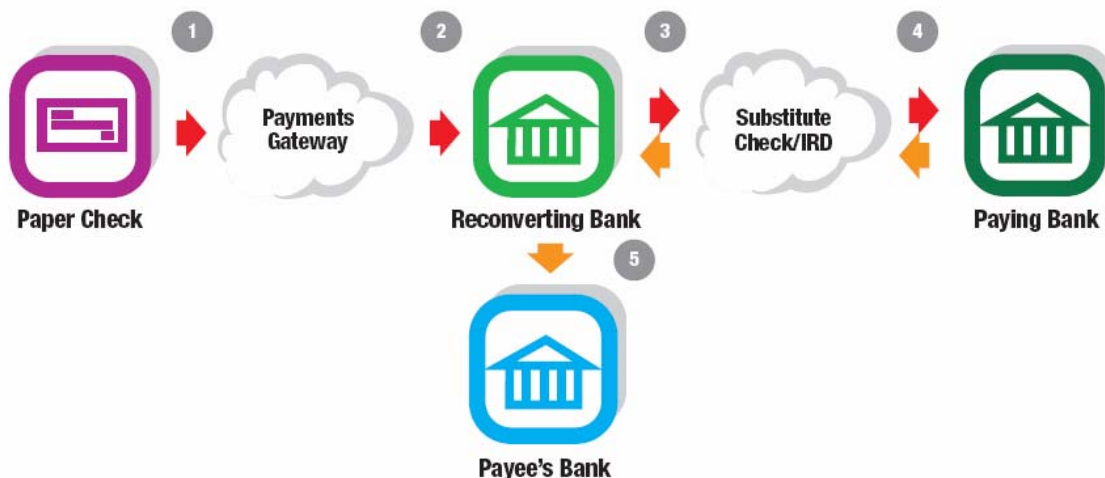 1
2
3
4
Payments
Gateway
Substitute
Check/IRD
Paper Check
Reconverting Bank
Paying Bank
5
Payee's Bank